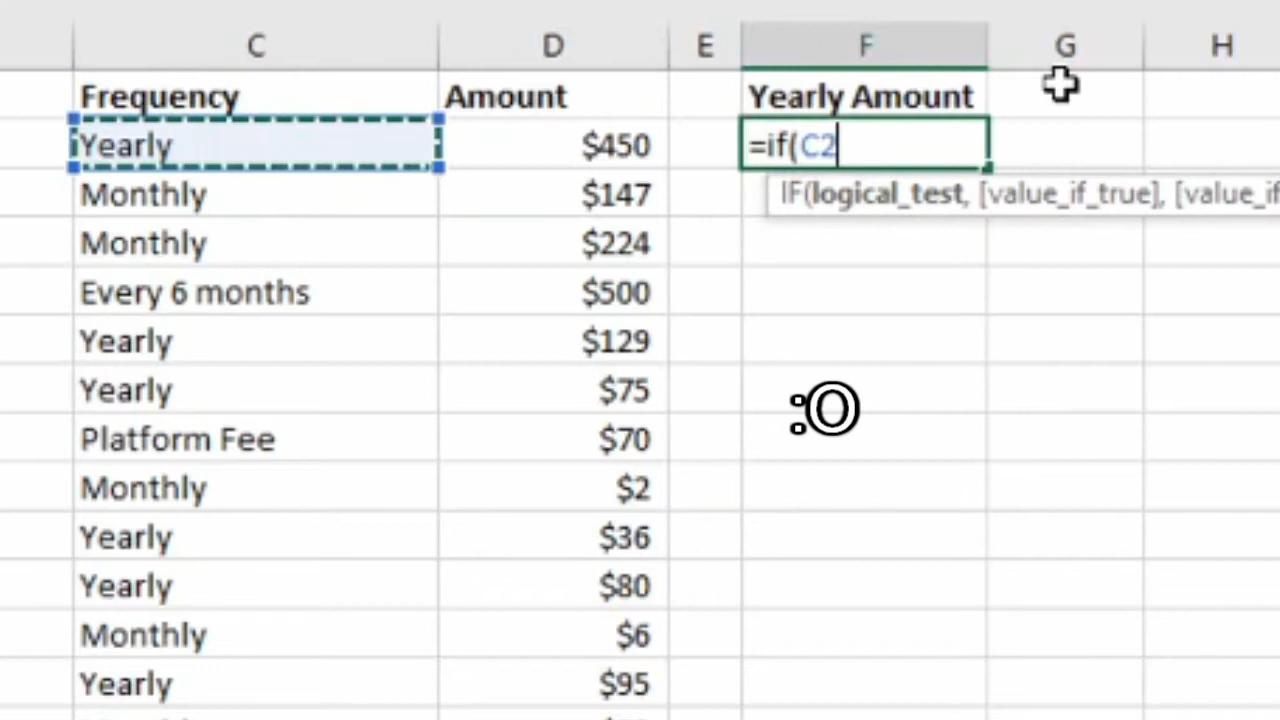 C D E F G H
Frequency Amount Yearly Amount
Yearly $450 =if(C2
Monthly $147 IF(logical_test, [value_if_true], [value_if
Monthly $224
Every 6 months $500
Yearly $129
Yearly $75 :O
Platform Fee $70
Monthly $2
Yearly $36
Yearly $80
Monthly $6
Yearly $95